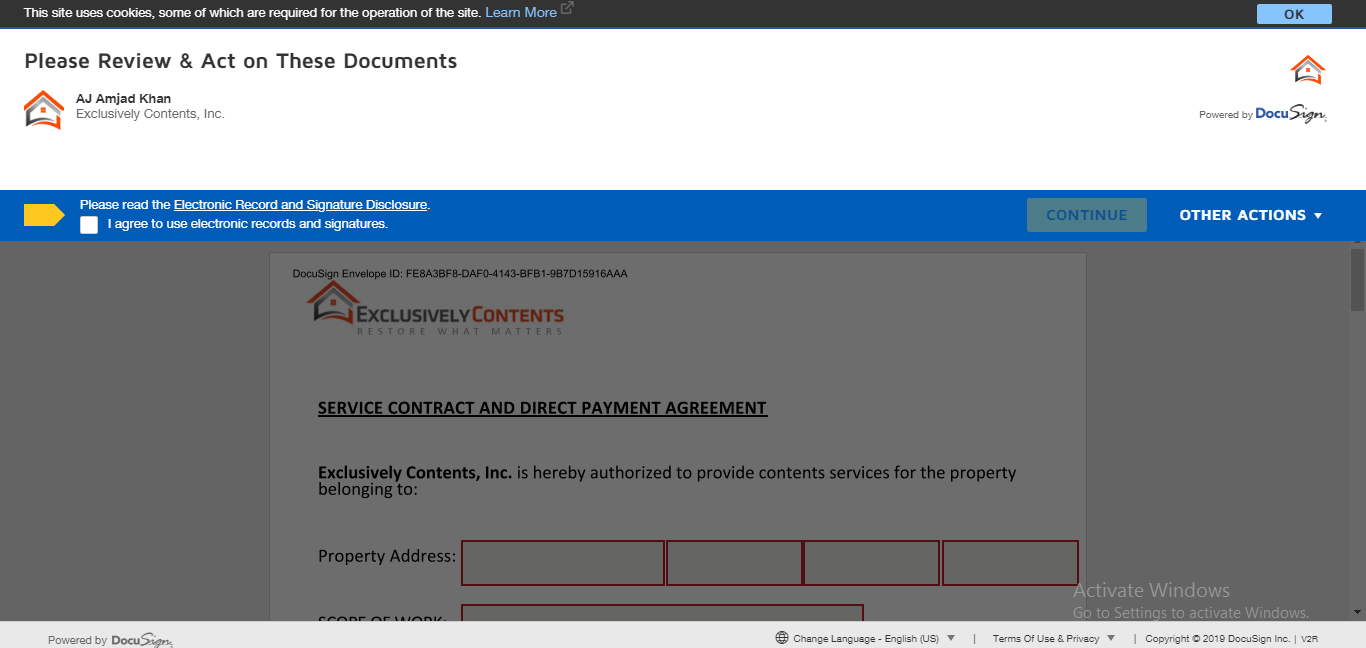 This site uses cookies, some of which are required for the operation of the site. Learn More
OK
Please Review & Act on These Documents
AJ Amjad Khan
Exclusively Contents, Inc.
Powered by DocuSign
Please read the Electronic Record and Signature Disclosure.
I agree to use electronic records and signatures.
CONTINUE
OTHER ACTIONS
DocuSign Envelope ID: FE8A3BF8-DAF0-4143-BFB1-9B7D15916AAA
EXCLUSIVELY CONTENTS
RESTORE WHAT MATTERS
SERVICE CONTRACT AND DIRECT PAYMENT AGREEMENT
Exclusively Contents, Inc. is hereby authorized to provide contents services for the property
belonging to:
Property Address:
SCOPE OF WORK:
Activate Windows
Go to Settings to activate Windows.
Powered by DocuSign
Change Language - English (US) | Terms Of Use & Privacy | Copyright © 2019 DocuSign Inc. | V2R